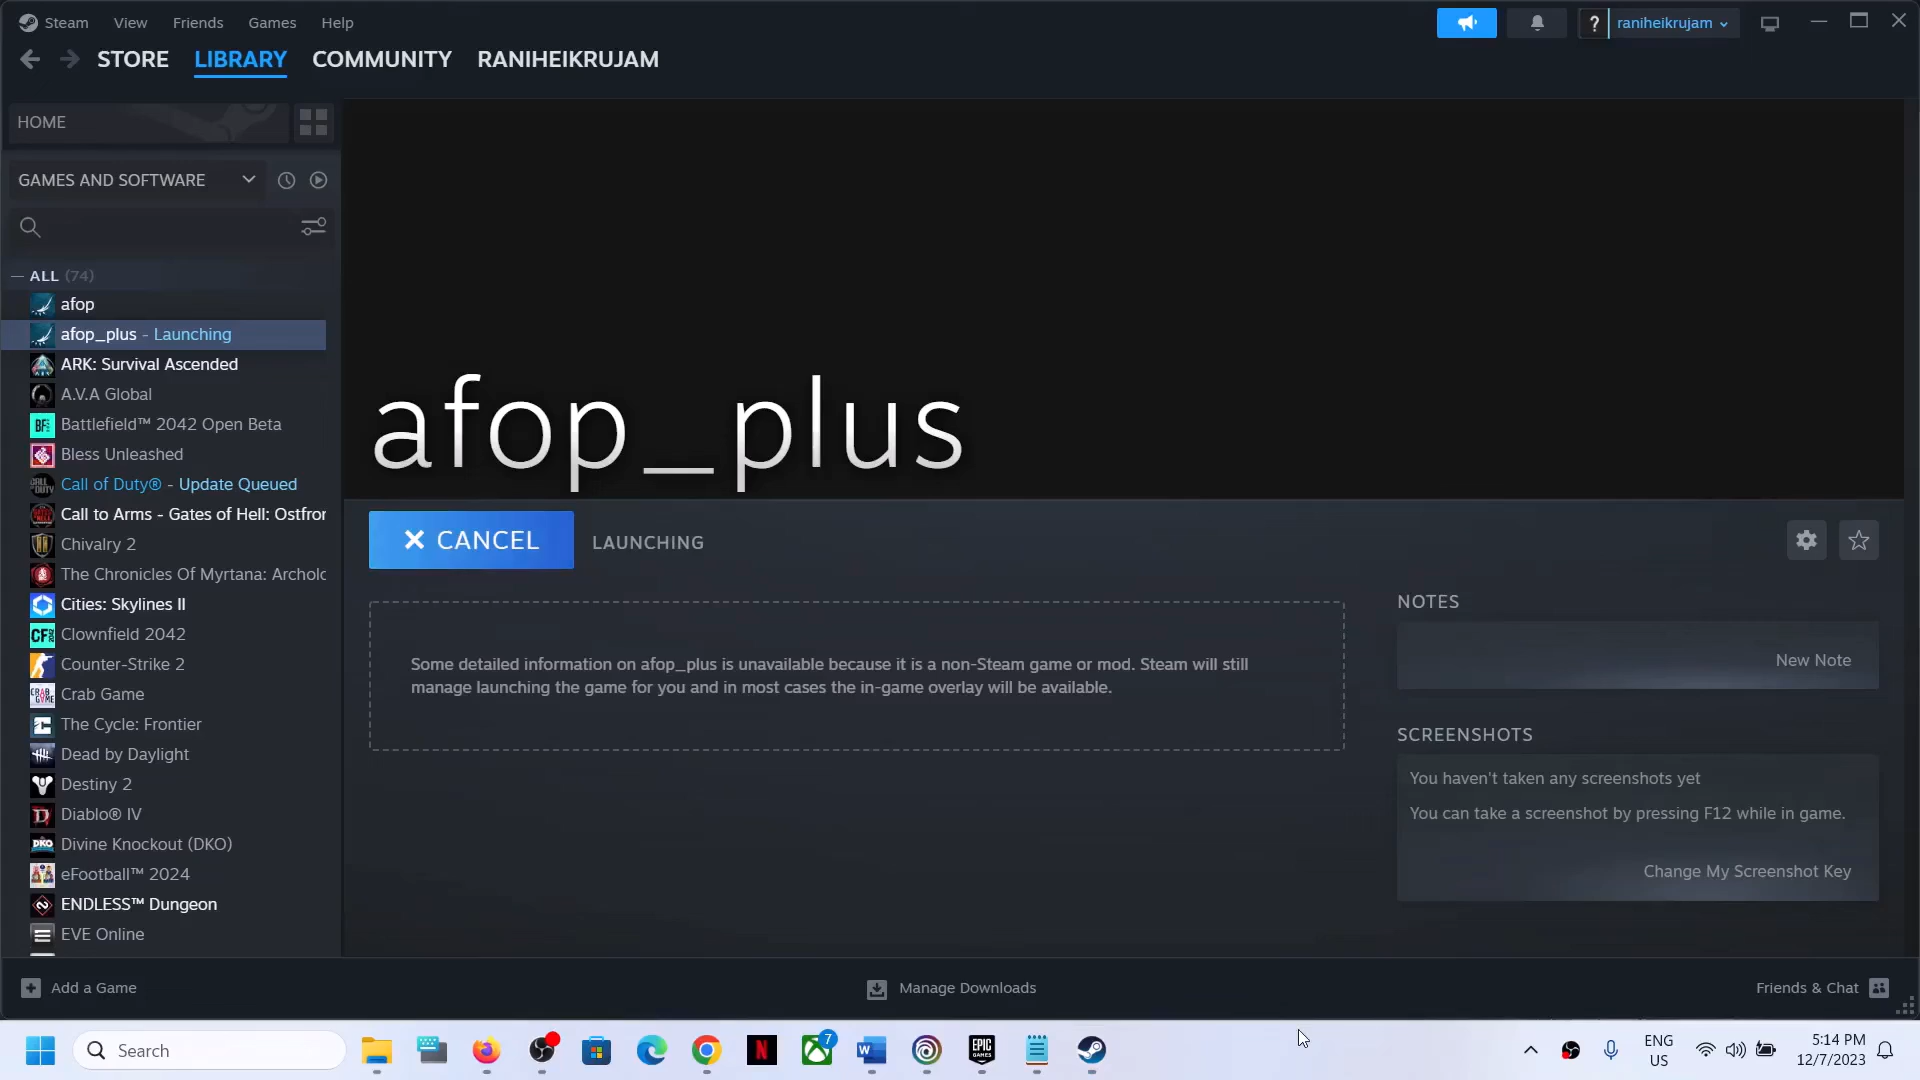 Steam View Friends Games Help
? raniheikrujam
STORE LIBRARY COMMUNITY RANIHEIKRUJAM
HOME
GAMES AND SOFTWARE
— ALL (74)
afop
afop_plus - Launching
ARK: Survival Ascended
A.V.A Global
Battlefield™ 2042 Open Beta
Bless Unleashed
Call of Duty® - Update Queued
Call to Arms - Gates of Hell: Ostfror
Chivalry 2
The Chronicles Of Myrtana: Archolo
Cities: Skylines II
Clownfield 2042
Counter-Strike 2
Crab Game
The Cycle: Frontier
Dead by Daylight
Destiny 2
Diablo® IV
Divine Knockout (DKO)
eFootball™ 2024
ENDLESS™ Dungeon
EVE Online
afop_plus
CANCEL LAUNCHING
Some detailed information on afop_plus is unavailable because it is a non-Steam game or mod. Steam will still
manage launching the game for you and in most cases the in-game overlay will be available.
NOTES
New Note
SCREENSHOTS
You haven't taken any screenshots yet
You can take a screenshot by pressing F12 while in game.
Change My Screenshot Key
Add a Game
Manage Downloads
Friends & Chat
Search
7
EPIC GAMES
ENG
US
5:14 PM
12/7/2023